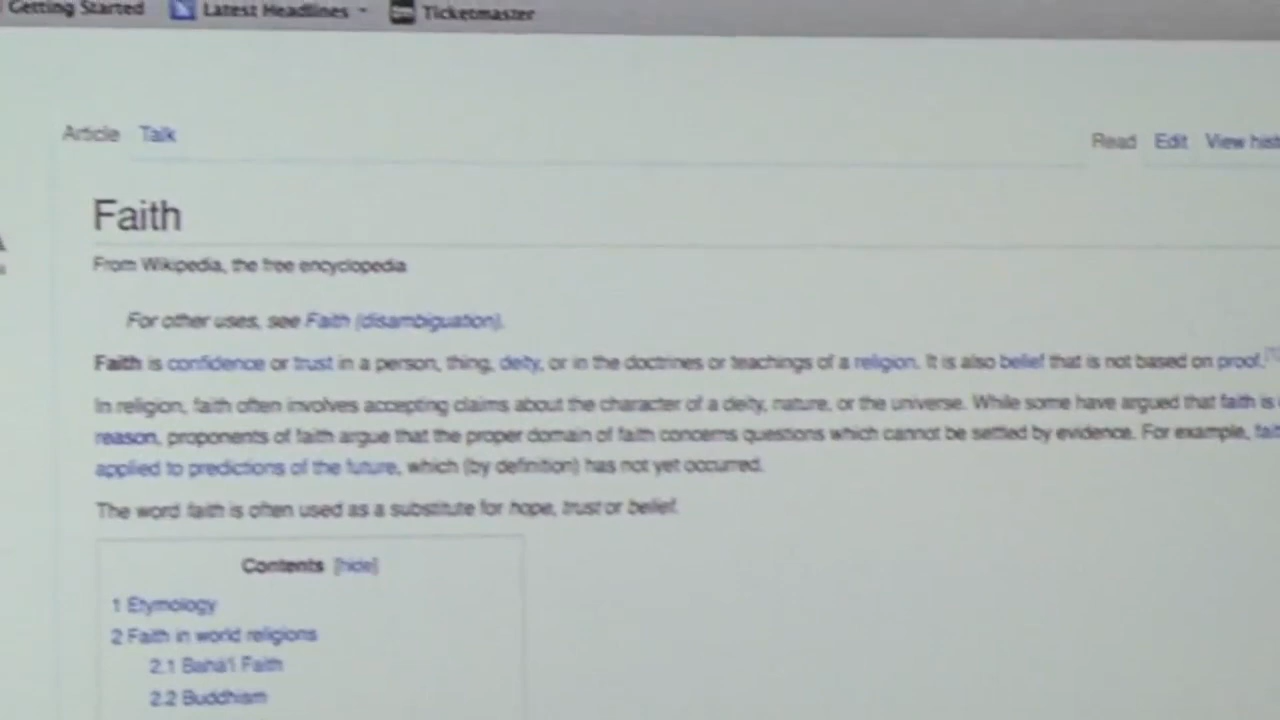 Getting Started Latest Headlines Ticketmaster
Article Talk Read Edit View hist
Faith
From Wikipedia, the free encyclopedia
For other uses, see Faith (disambiguation).
Faith is confidence or trust in a person, thing, deity, or in the doctrines or teachings of a religion. It is also belief that is not based on proof.
In religion, faith often involves accepting claims about the character of a deity, nature, or the universe. While some have argued that faith is
reason, proponents of faith argue that the proper domain of faith concerns questions which cannot be settled by evidence. For example, fait
applied to predictions of the future, which (by definition) has not yet occurred.
The word faith is often used as a substitute for hope, trust or belief.
Contents [hide]
1 Etymology
2 Faith in world religions
2.1 Bahá'í Faith
2.2 Buddhism